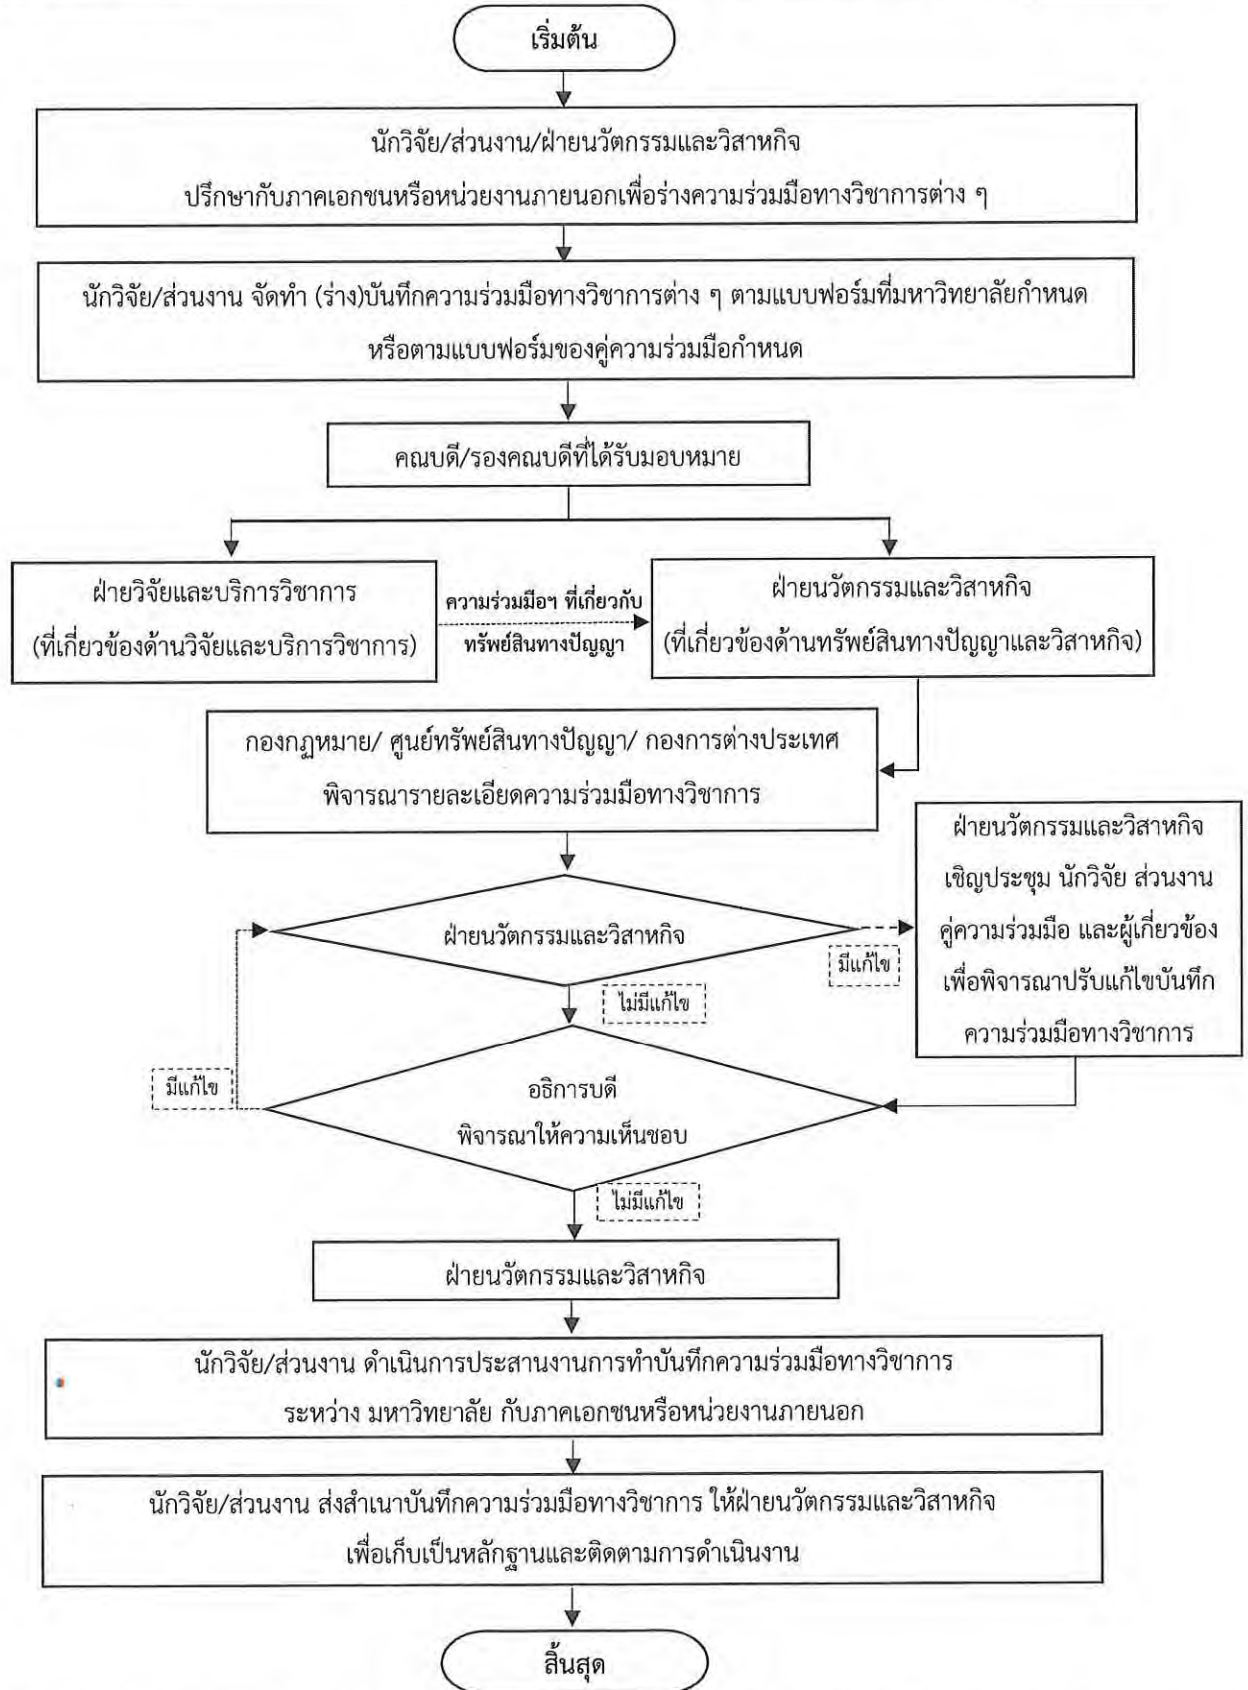 เริ่มต้น
นักวิจัย/ส่วนงาน/ฝ่ายนวัตกรรมและวิสาหกิจ
ปรึกษากับภาคเอกชนหรือหน่วยงานภายนอกเพื่อร่างความร่วมมือทางวิชาการต่าง ๆ
นักวิจัย/ส่วนงาน จัดทำ (ร่าง)บันทึกความร่วมมือทางวิชาการต่าง ๆ ตามแบบฟอร์มที่มหาวิทยาลัยกำหนด
หรือตามแบบฟอร์มของคู่ความร่วมมือกำหนด
คณบดี/รองคณบดีที่ได้รับมอบหมาย
ฝ่ายวิจัยและบริการวิชาการ
(ที่เกี่ยวข้องด้านวิจัยและบริการวิชาการ)
ความร่วมมือฯ ที่เกี่ยวกับ
ทรัพย์สินทางปัญญา
ฝ่ายนวัตกรรมและวิสาหกิจ
(ที่เกี่ยวข้องด้านทรัพย์สินทางปัญญาและวิสาหกิจ)
กองกฎหมาย/ ศูนย์ทรัพย์สินทางปัญญา/ กองการต่างประเทศ
พิจารณารายละเอียดความร่วมมือทางวิชาการ
ฝ่ายนวัตกรรมและวิสาหกิจ
มีแก้ไข
ฝ่ายนวัตกรรมและวิสาหกิจ
เชิญประชุม นักวิจัย ส่วนงาน
คู่ความร่วมมือ และผู้เกี่ยวข้อง
เพื่อพิจารณาปรับแก้ไขบันทึก
ความร่วมมือทางวิชาการ
ไม่มีแก้ไข
มีแก้ไข
อธิการบดี
พิจารณาให้ความเห็นชอบ
ไม่มีแก้ไข
ฝ่ายนวัตกรรมและวิสาหกิจ
นักวิจัย/ส่วนงาน ดำเนินการประสานงานการทำบันทึกความร่วมมือทางวิชาการ
ระหว่าง มหาวิทยาลัย กับภาคเอกชนหรือหน่วยงานภายนอก
นักวิจัย/ส่วนงาน ส่งสำเนาบันทึกความร่วมมือทางวิชาการ ให้ฝ่ายนวัตกรรมและวิสาหกิจ
เพื่อเก็บเป็นหลักฐานและติดตามการดำเนินงาน
สิ้นสุด